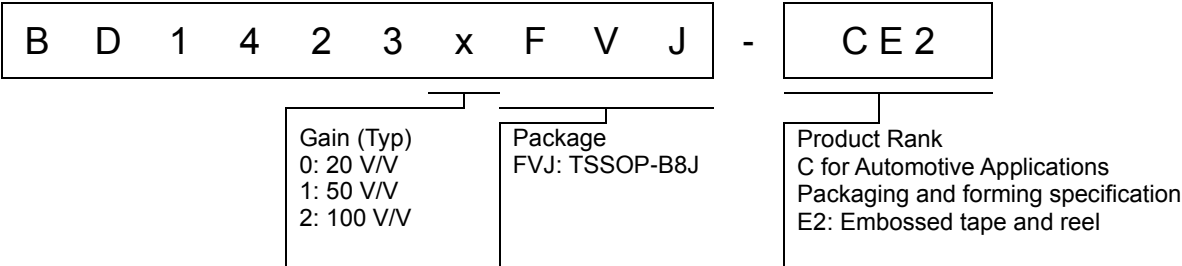 B D 1 4 2 3 x F V J - C E 2
Gain (Typ)
0: 20 V/V
1: 50 V/V
2: 100 V/V
Package
FVJ: TSSOP-B8J
Product Rank
C for Automotive Applications
Packaging and forming specification
E2: Embossed tape and reel